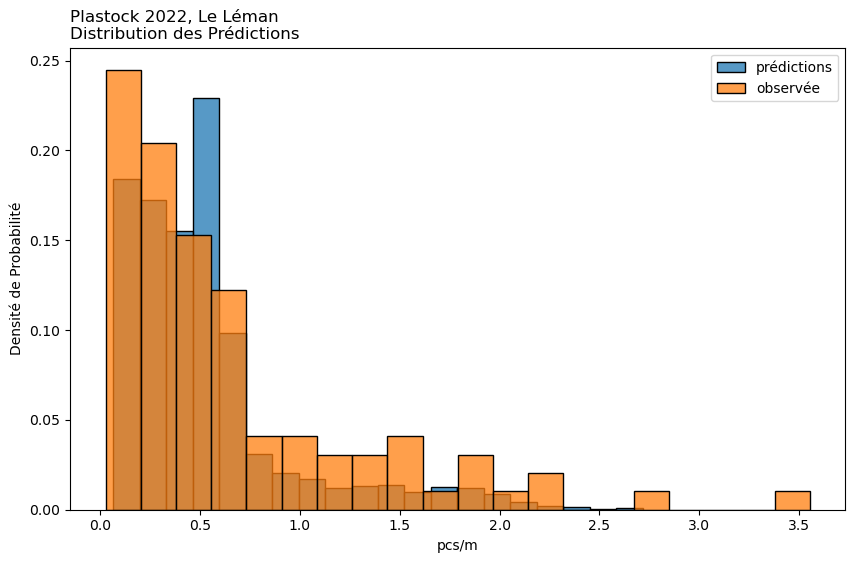 Plastock 2022, Le Léman
Distribution des Prédictions
prédictions
observée
0.25
0.20
0.15
0.10
0.05
0.00
Densité de Probabilité
0.0 0.5 1.0 1.5 2.0 2.5 3.0 3.5
pcs/m